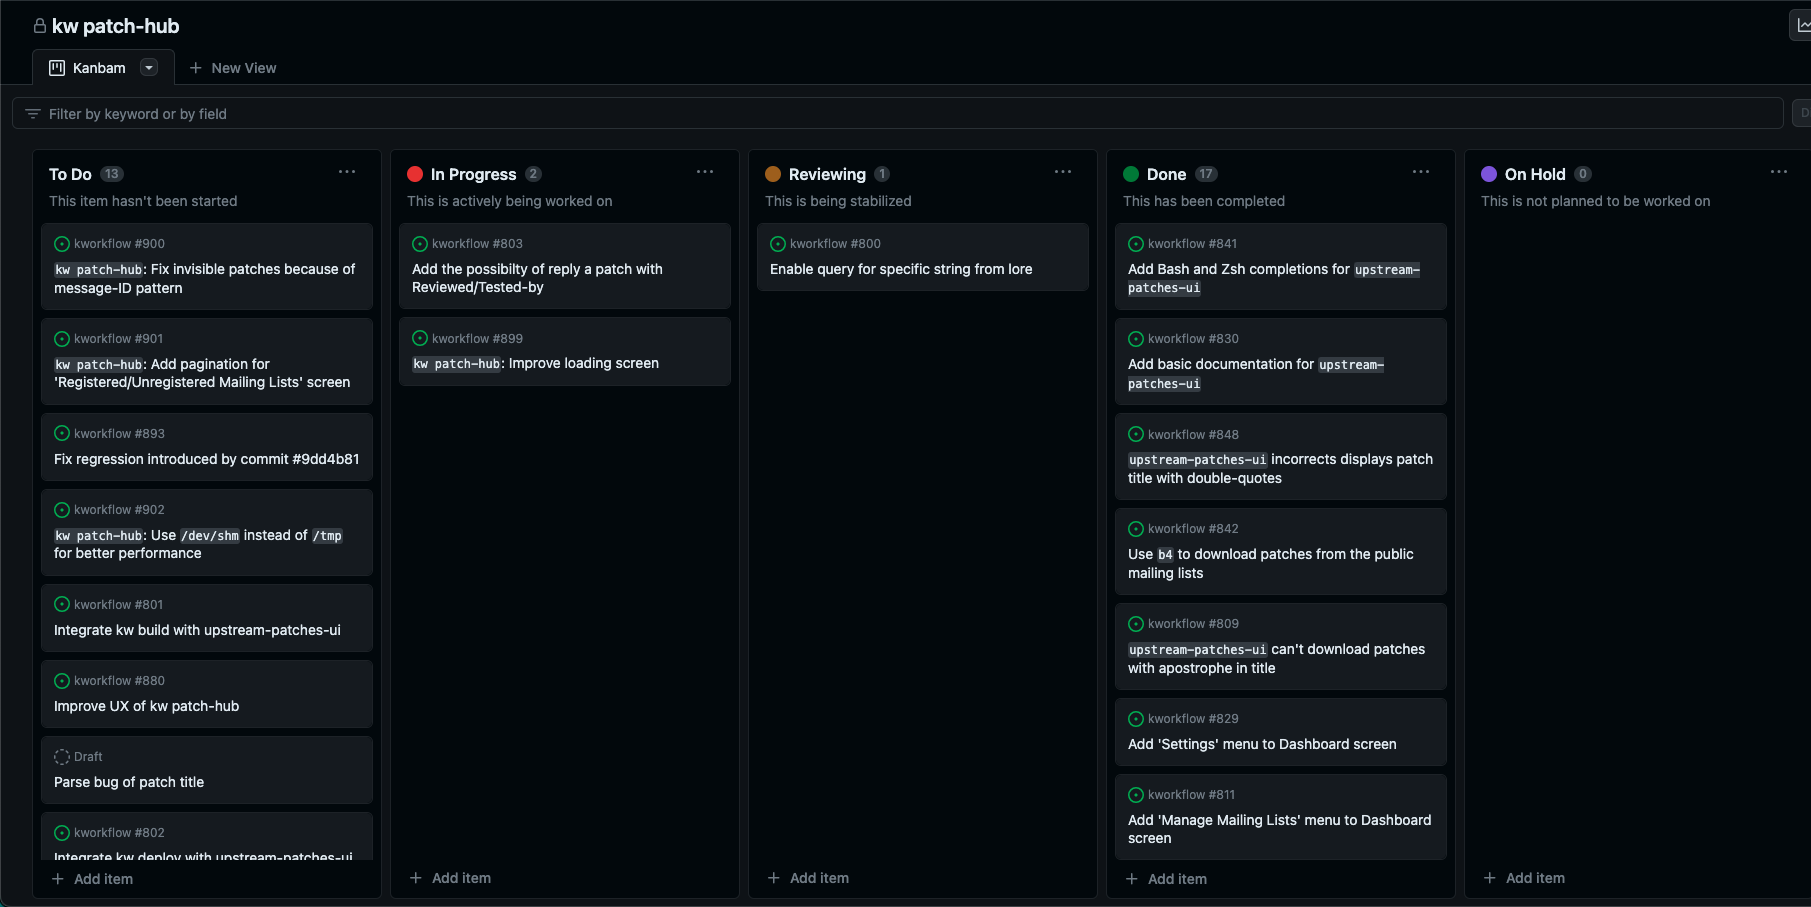 kw patch-hub
Kanbam
New View
Filter by keyword or by field
D
To Do 13
This item hasn't been started
kworkflow #900
kw patch-hub: Fix invisible patches because of
message-ID pattern
kworkflow #901
kw patch-hub: Add pagination for
'Registered/Unregistered Mailing Lists' screen
kworkflow #893
Fix regression introduced by commit #9dd4b81
kworkflow #902
kw patch-hub: Use /dev/shm instead of /tmp
for better performance
kworkflow #801
Integrate kw build with upstream-patches-ui
kworkflow #880
Improve UX of kw patch-hub
Draft
Parse bug of patch title
kworkflow #802
Integrate kw deploy with upstream-patches-ui
Add item
In Progress 2
This is actively being worked on
kworkflow #803
Add the possibilty of reply a patch with
Reviewed/Tested-by
kworkflow #899
kw patch-hub: Improve loading screen
Add item
Reviewing 1
This is being stabilized
kworkflow #800
Enable query for specific string from lore
Add item
Done 17
This has been completed
kworkflow #841
Add Bash and Zsh completions for upstream-
patches-ui
kworkflow #830
Add basic documentation for upstream-
patches-ui
kworkflow #848
upstream-patches-ui incorrects displays patch
title with double-quotes
kworkflow #842
Use b4 to download patches from the public
mailing lists
kworkflow #809
upstream-patches-ui can't download patches
with apostrophe in title
kworkflow #829
Add 'Settings' menu to Dashboard screen
kworkflow #811
Add 'Manage Mailing Lists' menu to Dashboard
screen
Add item
On Hold 0
This is not planned to be worked on
Add item